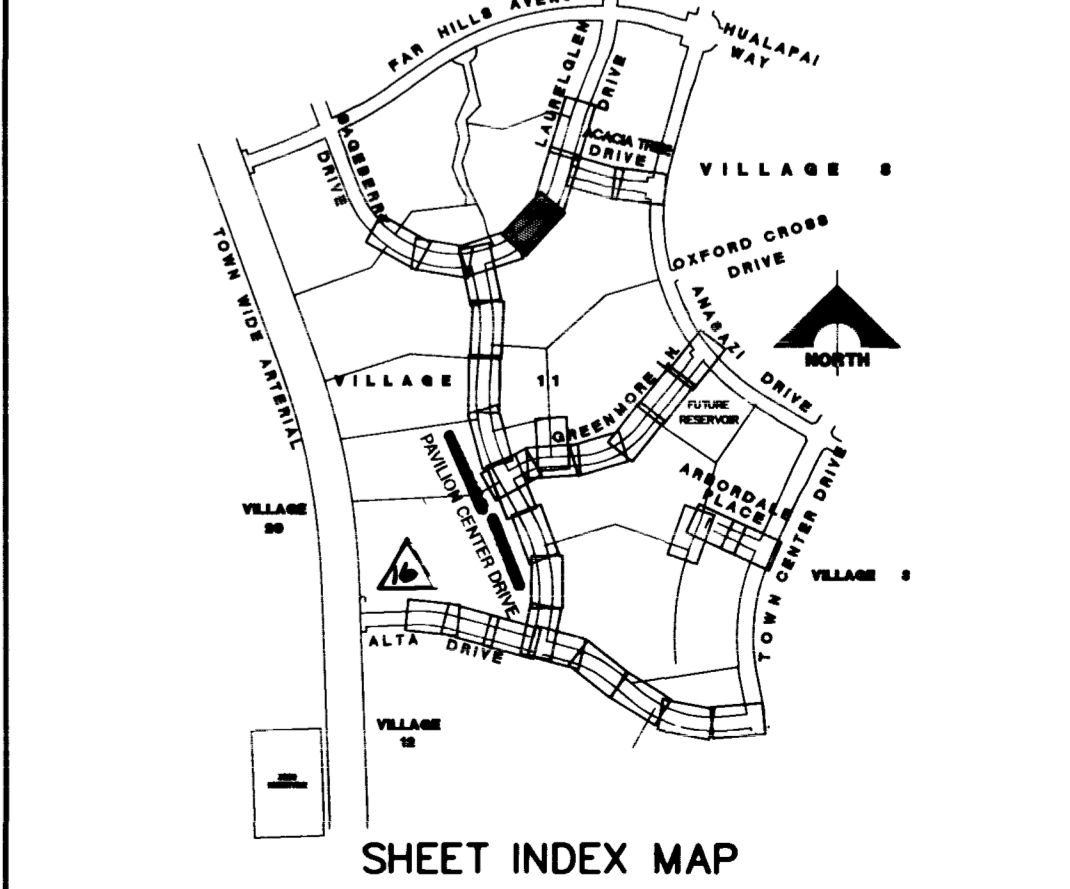 FAR HILLS AVENUE
HUALAPAI
WAY
LAURELGLEN
DRIVE
SAGEBERRY
DRIVE
ACACIA TREE
DRIVE
VILLAGE 8
OXFORD CROSS
DRIVE
TOWN WIDE ARTERIAL
ANASAZI
DRIVE
NORTH
VILLAGE 11
GREENMORE LN.
FUTURE
RESERVOIR
PAVILION CENTER DRIVE
ARBORDALE
PLACE
TOWN CENTER DRIVE
VILLAGE
20
16
VILLAGE 3
ALTA DRIVE
VILLAGE
12
RESERVOIR
SHEET INDEX MAP